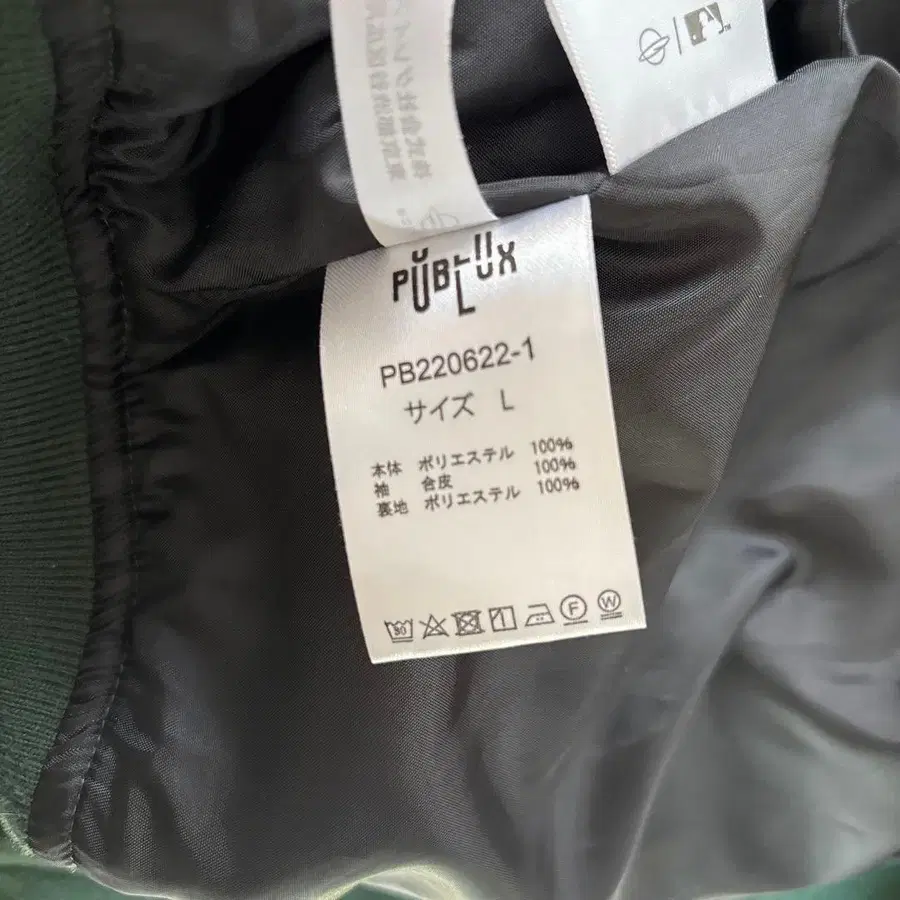 PUBLUX
PB220622-1
サイズ L
本体 ポリエステル 100%
袖 合皮 100%
裏地 ポリエステル 100%
F
W